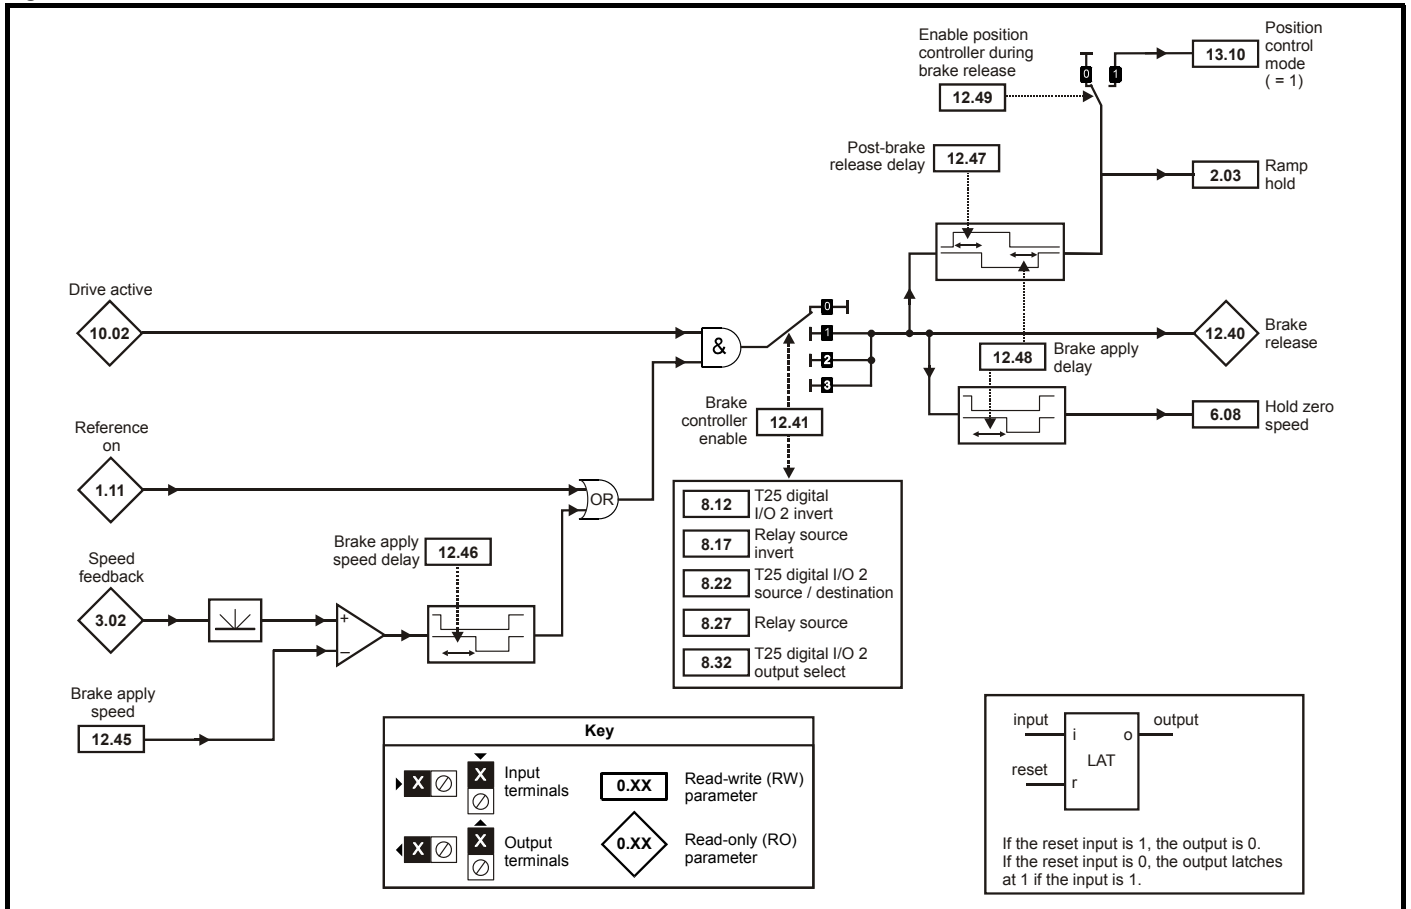 Enable position
controller during
brake release
12.49
0
1
13.10
Position
control
mode
( = 1)
Post-brake
release delay
12.47
2.03
Ramp
hold
Drive active
10.02
&
0
1
2
3
12.40
Brake
release
12.48
Brake apply
delay
Brake
controller
enable
12.41
6.08
Hold zero
speed
Reference
on
1.11
OR
8.12
T25 digital
I/O 2 invert
8.17
Relay source
invert
8.22
T25 digital I/O 2
source / destination
8.27
Relay source
8.32
T25 digital I/O 2
output select
Brake apply
speed delay
12.46
Speed
feedback
3.02
+
–
Brake apply
speed
12.45
Key
X
X
Input
terminals
0.XX
Read-write (RW)
parameter
X
X
Output
terminals
0.XX
Read-only (RO)
parameter
input
i
o
output
LAT
reset
r
If the reset input is 1, the output is 0.
If the reset input is 0, the output latches
at 1 if the input is 1.